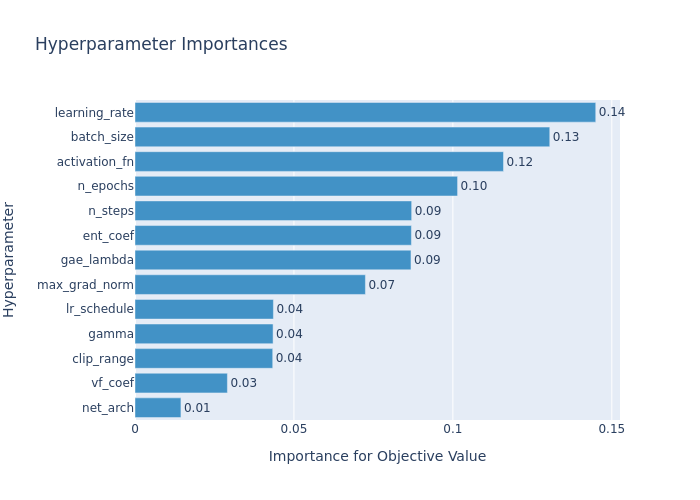 Hyperparameter Importances
Hyperparameter
learning_rate 0.14
batch_size 0.13
activation_fn 0.12
n_epochs 0.10
n_steps 0.09
ent_coef 0.09
gae_lambda 0.09
max_grad_norm 0.07
lr_schedule 0.04
gamma 0.04
clip_range 0.04
vf_coef 0.03
net_arch 0.01
0 0.05 0.1 0.15
Importance for Objective Value